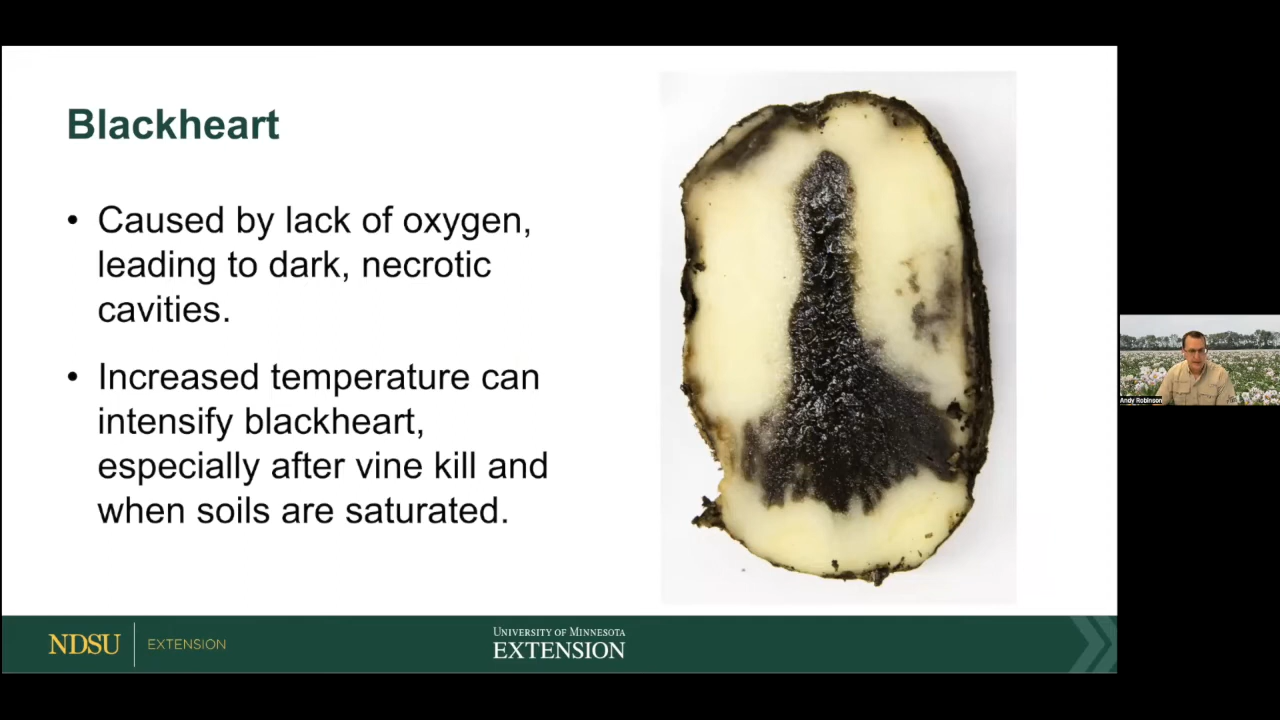 Blackheart
• Caused by lack of oxygen,
leading to dark, necrotic
cavities.
• Increased temperature can
intensify blackheart,
especially after vine kill and
when soils are saturated.
Andy Robinson
NDSU EXTENSION
UNIVERSITY OF MINNESOTA
EXTENSION